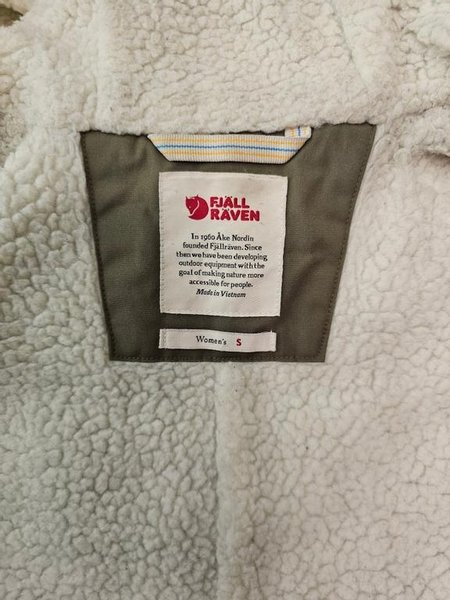 FJÄLL
RÄVEN
In 1960 Åke Nordin
founded Fjällräven. Since
then we have been developing
outdoor equipment with the
goal of making nature more
accessible for people.
Made in Vietnam
Women's S